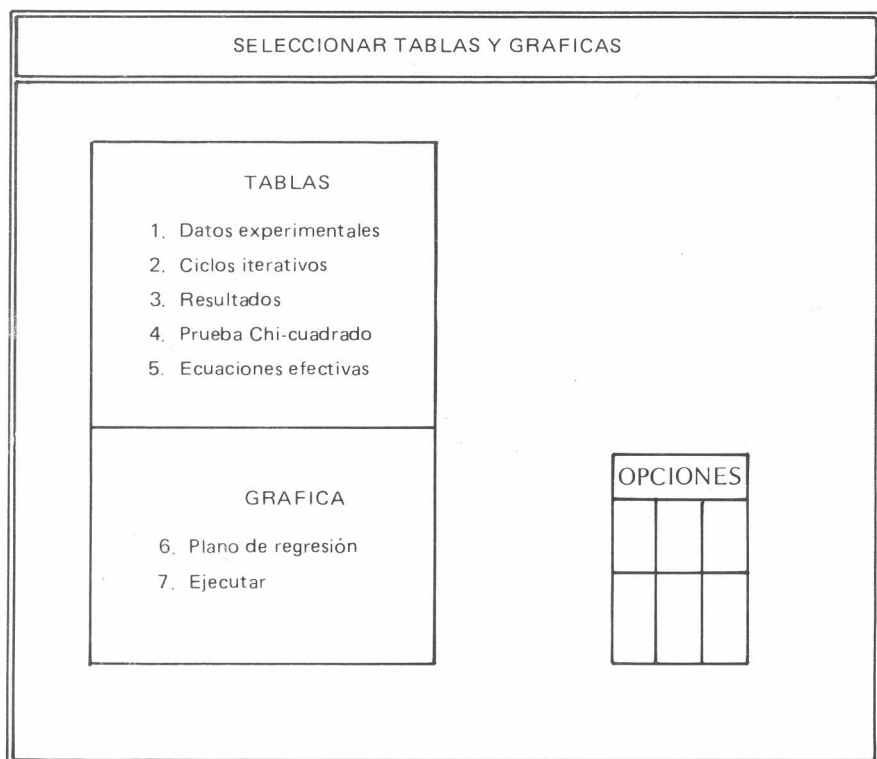 SELECCIONAR TABLAS Y GRAFICAS
TABLAS
1. Datos experimentales
2. Ciclos iterativos
3. Resultados
4. Prueba Chi-cuadrado
5. Ecuaciones efectivas
GRAFICA
6. Plano de regresión
7. Ejecutar
OPCIONES